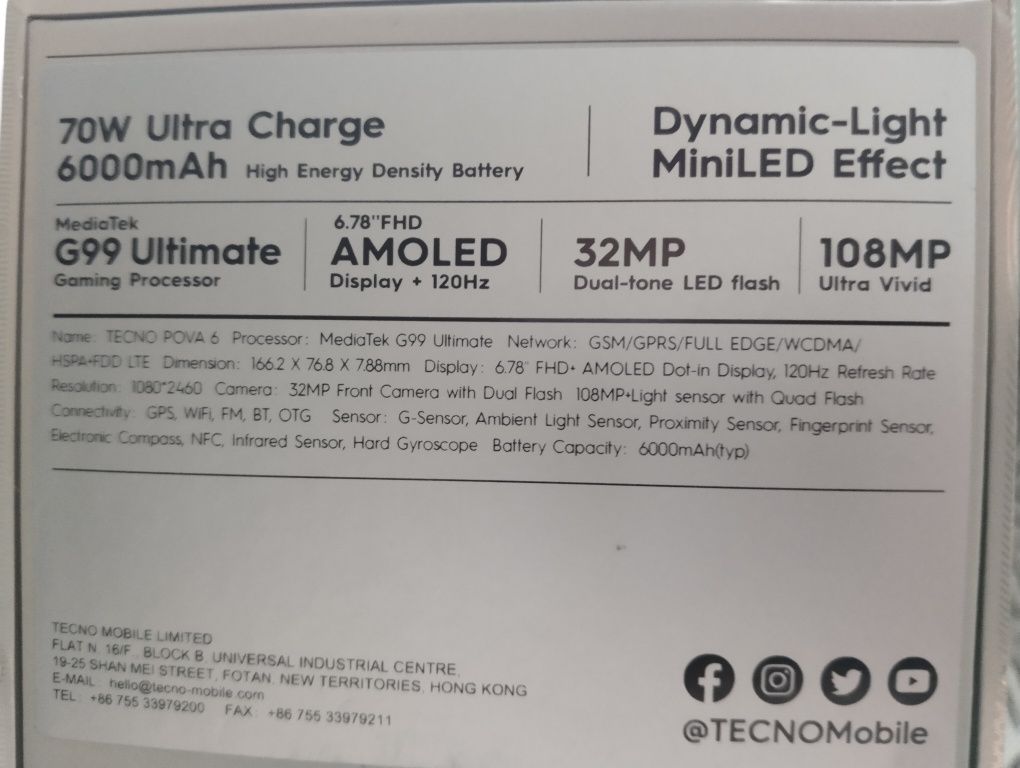 70W Ultra Charge
6000mAh High Energy Density Battery
Dynamic-Light
MiniLED Effect
MediaTek
G99 Ultimate
Gaming Processor
6.78"FHD
AMOLED
Display + 120Hz
32MP
Dual-tone LED flash
108MP
Ultra Vivid
Name: TECNO POVA 6 Processor: MediaTek G99 Ultimate Network: GSM/GPRS/FULL EDGE/WCDMA/
HSPA+FDD LTE Dimension: 166.2 X 76.8 X 7.88mm Display: 6.78" FHD+ AMOLED Dot-in Display, 120Hz Refresh Rate
Resolution: 1080*2460 Camera: 32MP Front Camera with Dual Flash 108MP+Light sensor with Quad Flash
Connectivity: GPS, WiFi, FM, BT, OTG Sensor: G-Sensor, Ambient Light Sensor, Proximity Sensor, Fingerprint Sensor,
Electronic Compass, NFC, Infrared Sensor, Hard Gyroscope Battery Capacity: 6000mAh(typ)
TECNO MOBILE LIMITED
FLAT N, 16/F., BLOCK B, UNIVERSAL INDUSTRIAL CENTRE,
19-25 SHAN MEI STREET, FOTAN, NEW TERRITORIES, HONG KONG
E-MAIL: hello@tecno-mobile.com
TEL: +86 755 33979200 FAX: +86 755 33979211
@TECNOMobile